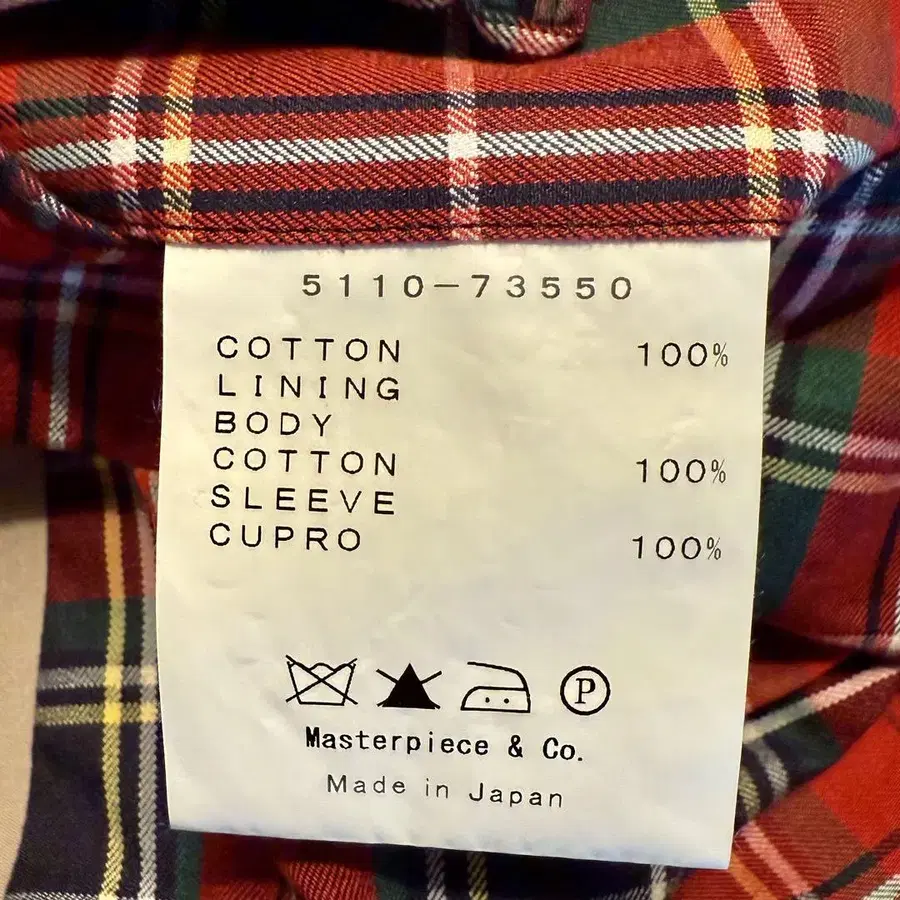 5110-73550
COTTON 100%
LINING
BODY
COTTON 100%
SLEEVE
CUPRO 100%
P
Masterpiece & Co.
Made in Japan